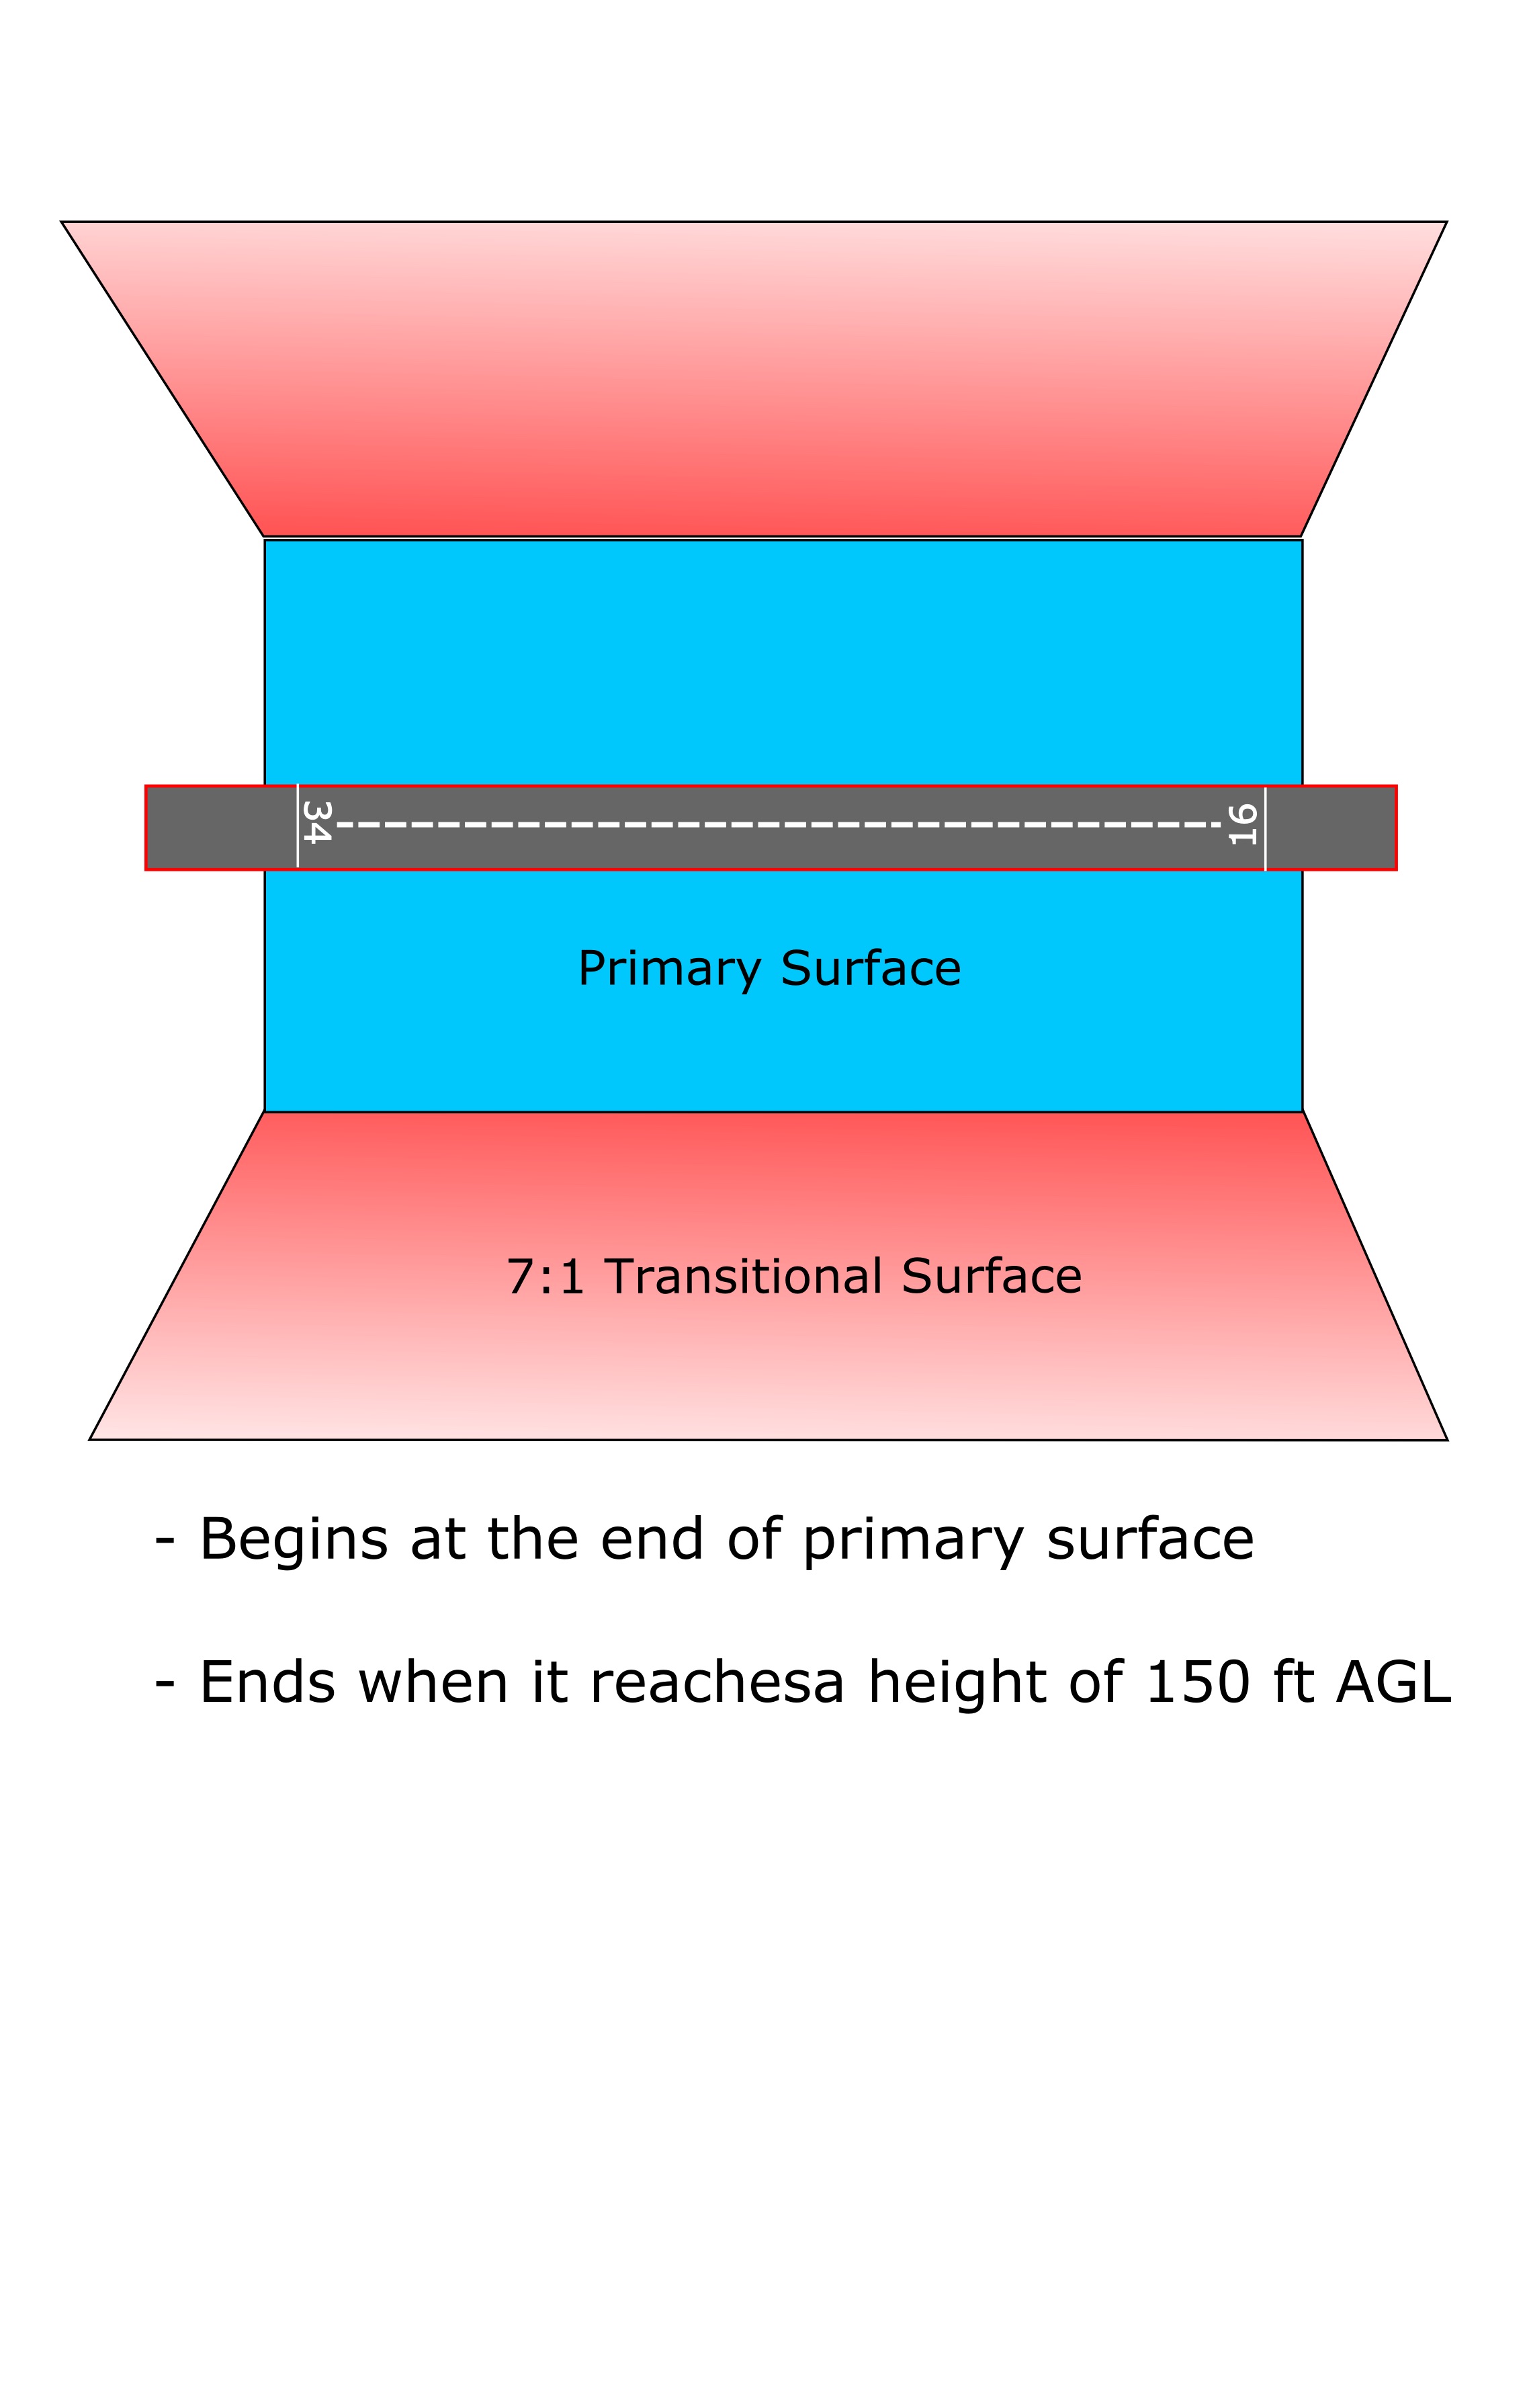 34
16
Primary Surface
7:1 Transitional Surface
- Begins at the end of primary surface
- Ends when it reachesa height of 150 ft AGL